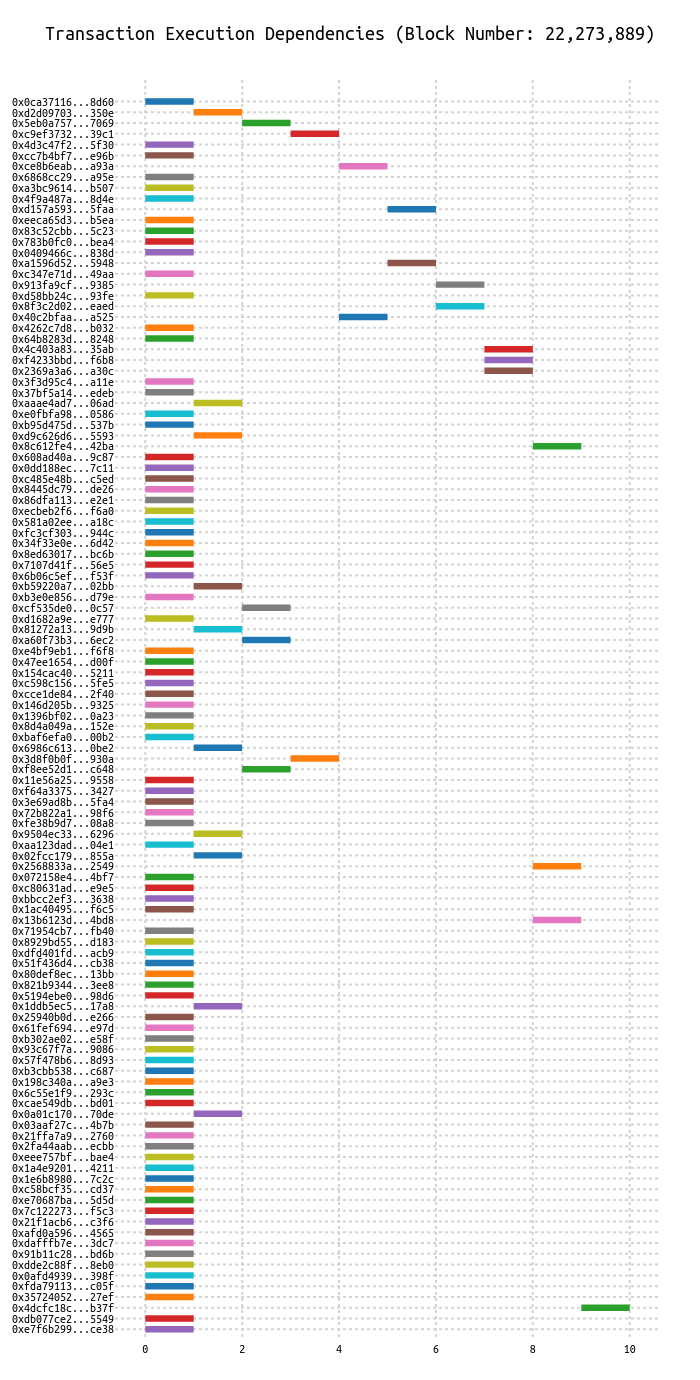 Transaction Execution Dependencies (Block Number: 22,273,889)
0x0ca37116...8d60
0xd2d09703...350e
0x5eb0a757...7069
0xc9ef3732...39c1
0x4d3c47f2...5f30
0xcc7b4bf7...e96b
0xce8b6eab...a93a
0x6868cc29...a95e
0xa3bc9614...b507
0x4f9a487a...8d4e
0xd157a593...5faa
0xeeca65d3...b5ea
0x83c52cbb...5c23
0x783b0fc0...bea4
0x0409466c...838d
0xa1596d52...5948
0xc347e71d...49aa
0x913fa9cf...9385
0xd58bb24c...93fe
0x8f3c2d02...eaed
0x40c2bfaa...a525
0x4262c7d8...b032
0x64b8283d...8248
0x4c403a83...35ab
0xf4233bbd...f6b8
0x2369a3a6...a30c
0x3f3d95c4...a11e
0x37bf5a14...edeb
0xaaae4ad7...06ad
0xe0fbfa98...0586
0xb95d475d...537b
0xd9c626d6...5593
0x8c612fe4...42ba
0x608ad40a...9c87
0x0dd188ec...7c11
0xc485e48b...c5ed
0x8445dc79...de26
0x86dfa113...e2e1
0xecbeb2f6...f6a0
0x581a02ee...a18c
0xfc3cf303...944c
0x34f33e0e...6d42
0x8ed63017...bc6b
0x7107d41f...56e5
0x6b06c5ef...f53f
0xb59220a7...02bb
0xb3e0e856...d79e
0xcf535de0...0c57
0xd1682a9e...e777
0x81272a13...9d9b
0xa60f73b3...6ec2
0xe4bf9eb1...f6f8
0x47ee1654...d00f
0x154cac40...5211
0xc598c156...5fe5
0xcce1de84...2f40
0x146d205b...9325
0x1396bf02...0a23
0x8d4a049a...152e
0xbaf6efa0...00b2
0x6986c613...0be2
0x3d8f0b0f...930a
0xf8ee52d1...c648
0x11e56a25...9558
0xf64a3375...3427
0x3e69ad8b...5fa4
0x72b822a1...98f6
0xfe38b9d7...08a8
0x9504ec33...6296
0xaa123dad...04e1
0x02fcc179...855a
0x2568833a...2549
0x072158e4...4bf7
0xc80631ad...e9e5
0xbbcc2ef3...3638
0x1ac40495...f6c5
0x13b6123d...4bd8
0x71954cb7...fb40
0x8929bd55...d183
0xdfd401fd...acb9
0x51f436d4...cb38
0x80def8ec...13bb
0x821b9344...3ee8
0x5194ebe0...98d6
0x1ddb5ec5...17a8
0x25940b0d...e266
0x61fef694...e97d
0xb302ae02...e58f
0x93c67f7a...9086
0x57f478b6...8d93
0xb3cbb538...c687
0x198c340a...a9e3
0x6c55e1f9...293c
0xcae549db...bd01
0x0a01c170...70de
0x03aaf27c...4b7b
0x21ffa7a9...2760
0x2fa44aab...ecbb
0xeee757bf...bae4
0x1a4e9201...4211
0x1e6b8980...7c2c
0xc58bcf35...cd37
0xe70687ba...5d5d
0x7c122273...f5c3
0x21f1acb6...c3f6
0xafd0a596...4565
0xdafffb7e...3dc7
0x91b11c28...bd6b
0xdde2c88f...8eb0
0x0afd4939...398f
0xfda79113...c05f
0x35724052...27ef
0x4dcfc18c...b37f
0xdb077ce2...5549
0xe7f6b299...ce38
0 2 4 6 8 10